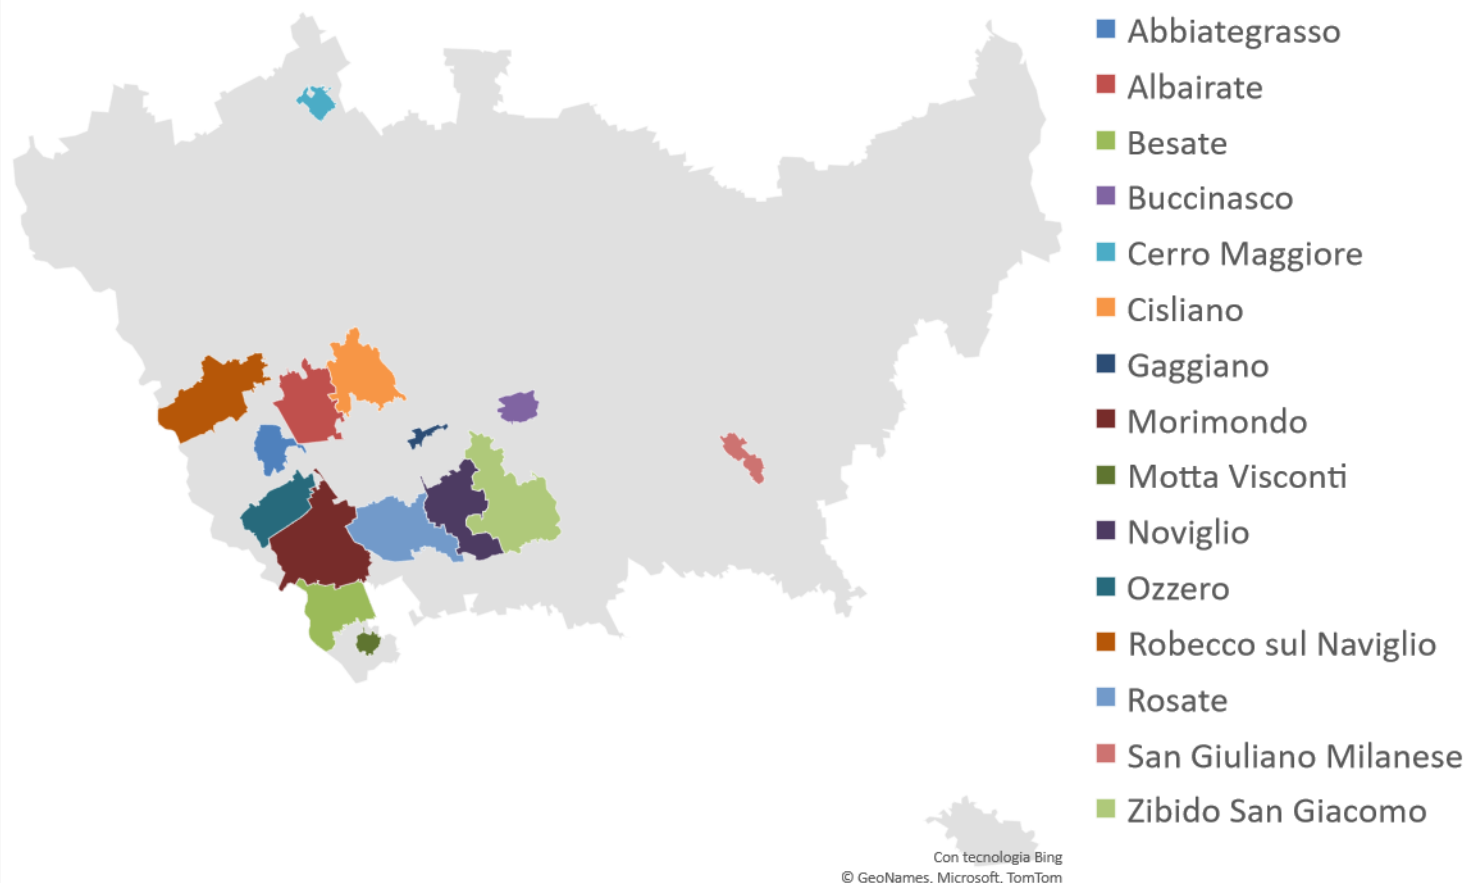 Abbiategrasso
Albairate
Besate
Buccinasco
Cerro Maggiore
Cisliano
Gaggiano
Morimondo
Motta Visconti
Noviglio
Ozzero
Robecco sul Naviglio
Rosate
San Giuliano Milanese
Zibido San Giacomo
Con tecnologia Bing
© GeoNames, Microsoft, TomTom